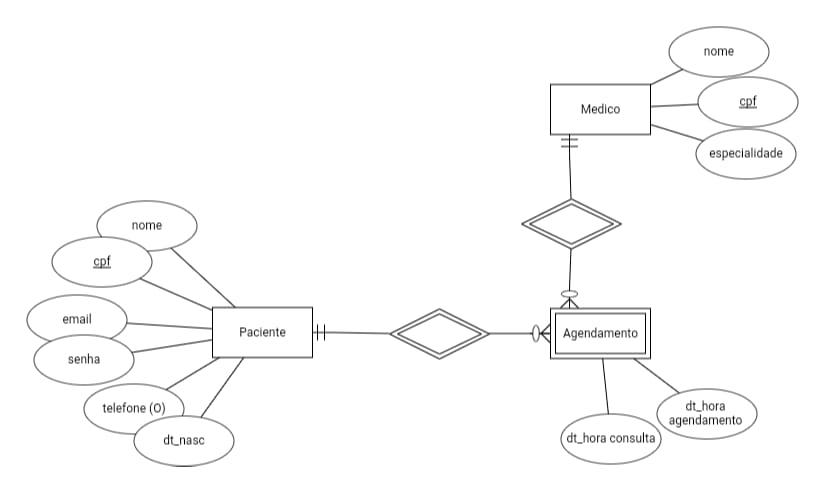 nome
Medico
cpf
especialidade
nome
cpf
email
Paciente
Agendamento
senha
telefone (O)
dt_hora
agendamento
dt_nasc
dt_hora consulta